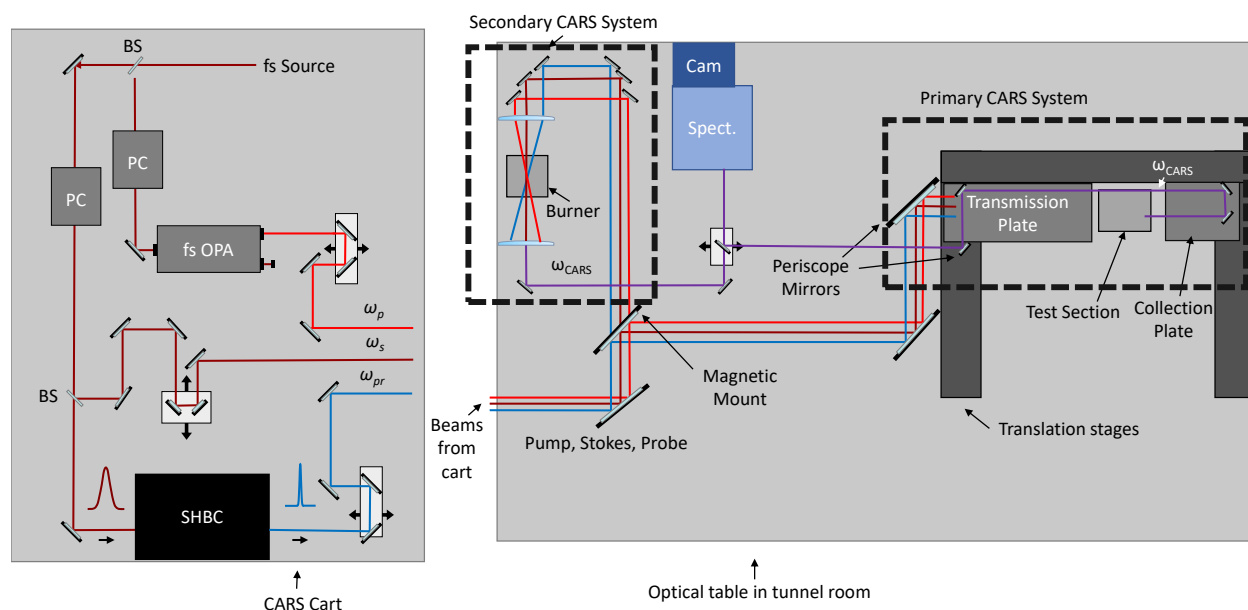 BS
fs Source
PC
PC
fs OPA
ωp
ωs
ωpr
BS
SHBC
CARS Cart
Secondary CARS System
Cam
Spect.
Burner
ωCARS
Primary CARS System
ωCARS
Transmission
Plate
Periscope
Mirrors
Test Section
Collection
Plate
Magnetic
Mount
Beams
from
cart
Pump, Stokes, Probe
Translation stages
Optical table in tunnel room